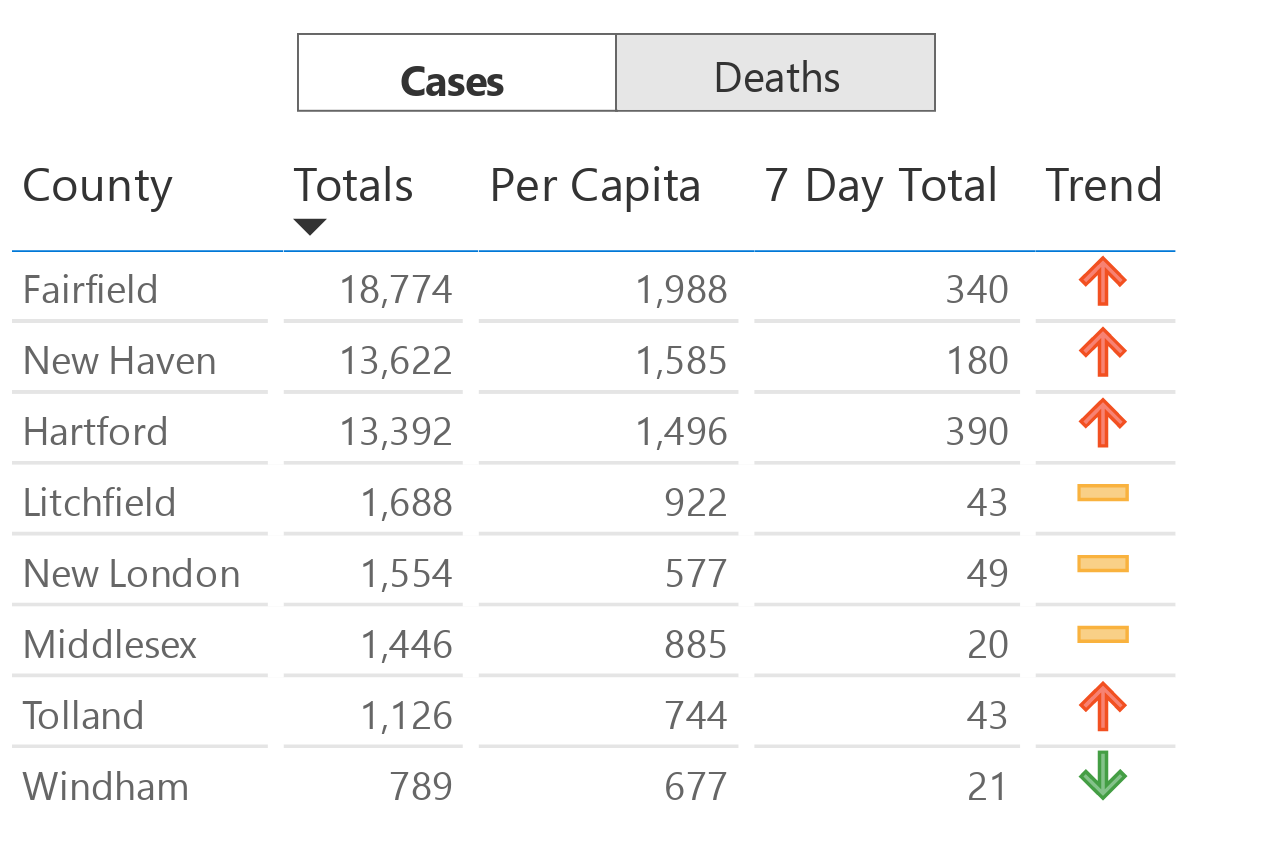 Cases Deaths
County Totals Per Capita 7 Day Total Trend
Fairfield 18,774 1,988 340
New Haven 13,622 1,585 180
Hartford 13,392 1,496 390
Litchfield 1,688 922 43
New London 1,554 577 49
Middlesex 1,446 885 20
Tolland 1,126 744 43
Windham 789 677 21